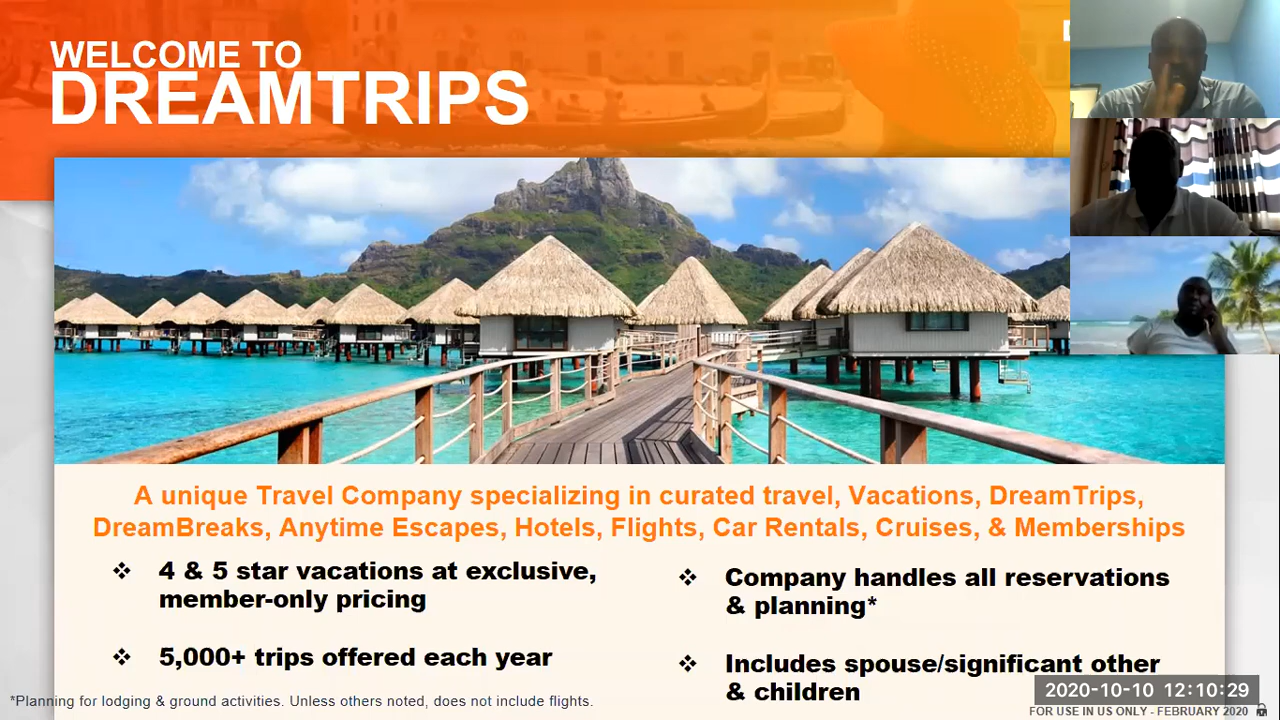 WELCOME TO
DREAMTRIPS
A unique Travel Company specializing in curated travel, Vacations, DreamTrips,
DreamBreaks, Anytime Escapes, Hotels, Flights, Car Rentals, Cruises, & Memberships
❖ 4 & 5 star vacations at exclusive,
member-only pricing
❖ 5,000+ trips offered each year
❖ Company handles all reservations
& planning*
❖ Includes spouse/significant other
& children
*Planning for lodging & ground activities. Unless others noted, does not include flights.
2020-10-10 12:10:29
FOR USE IN US ONLY - FEBRUARY 2020